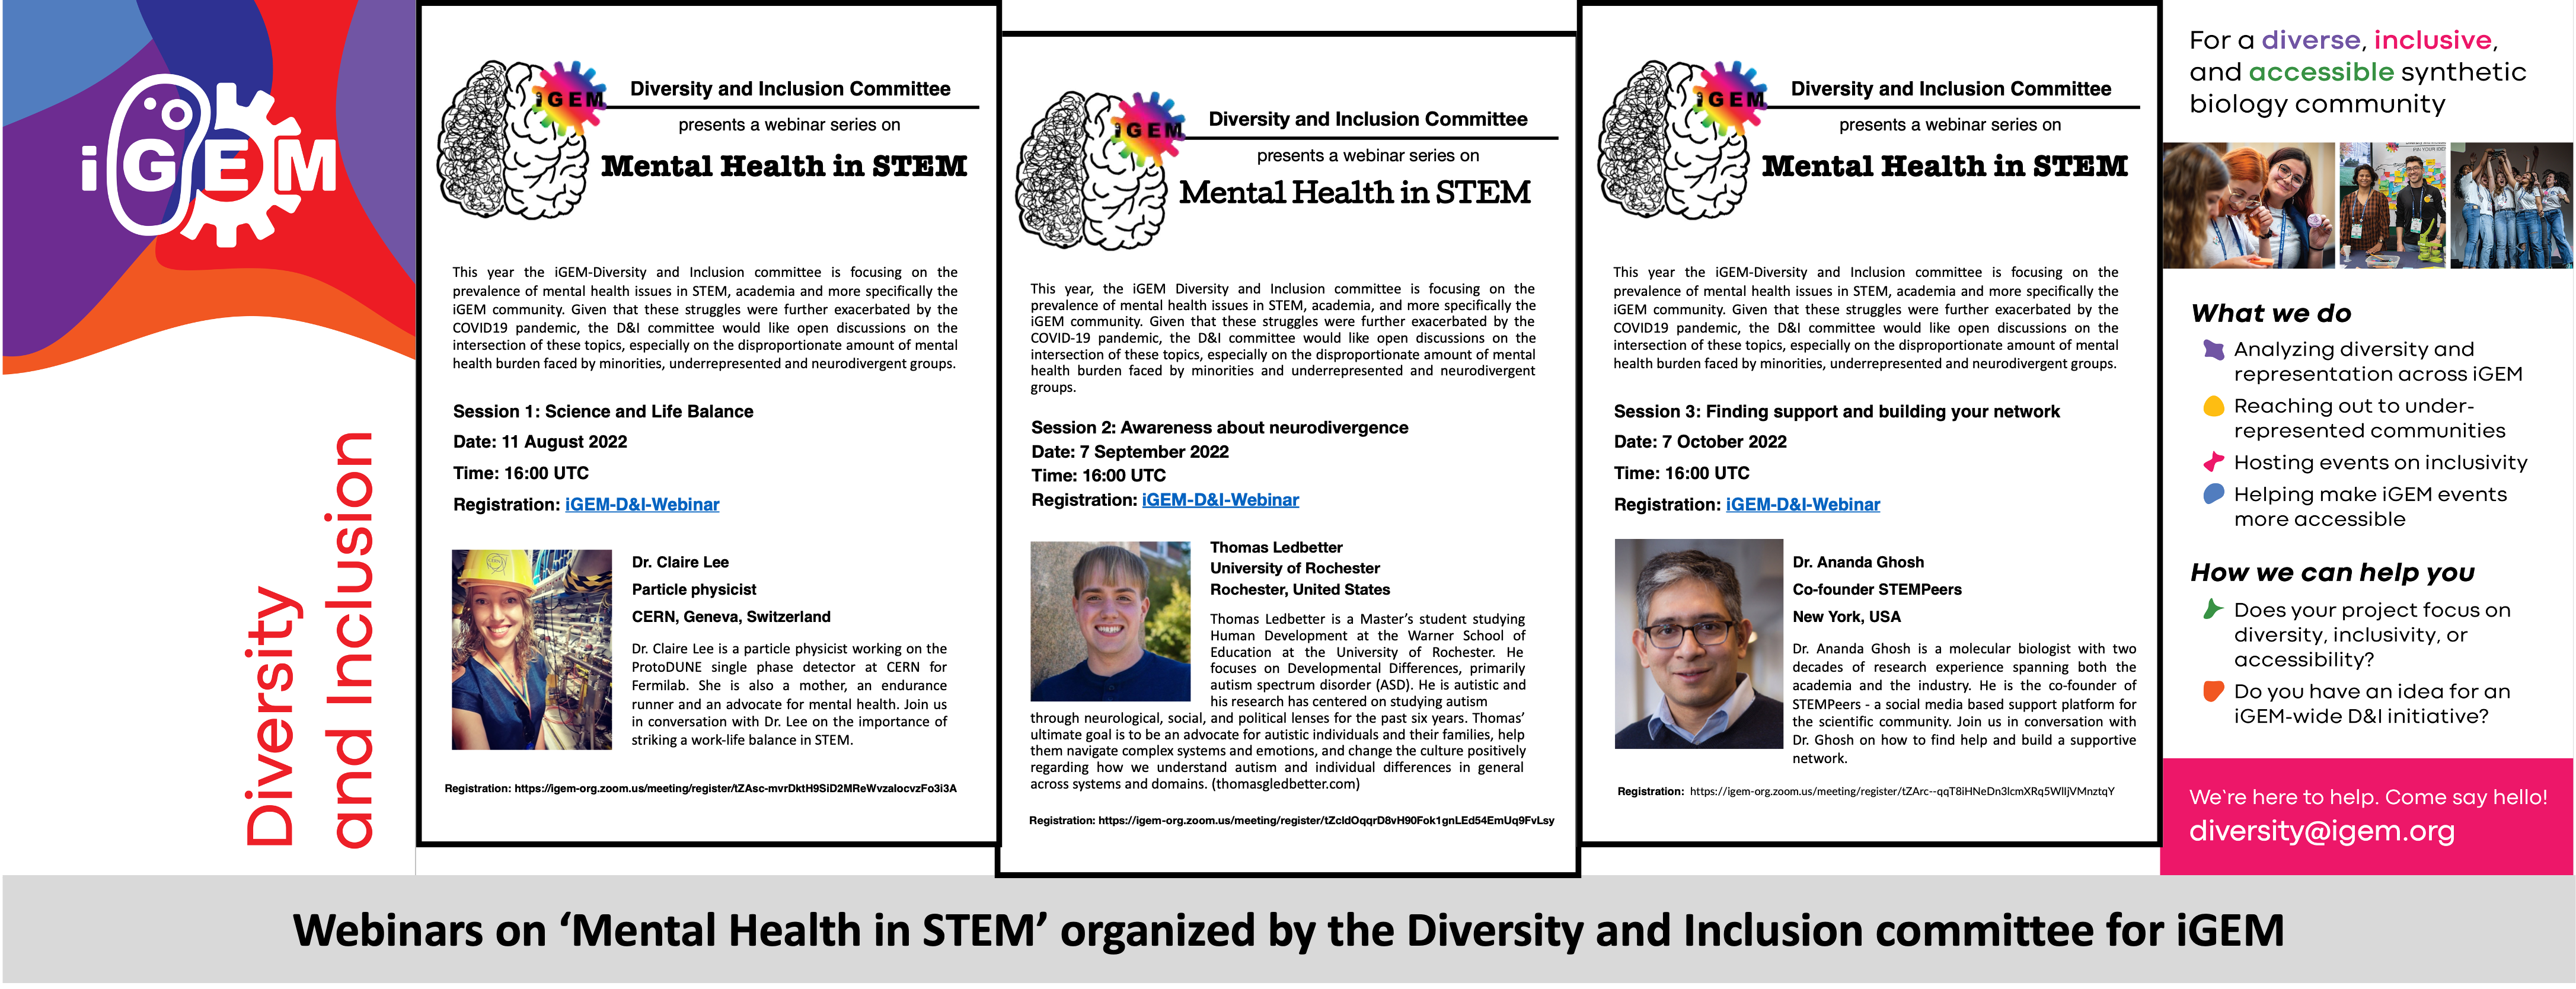 iGEM
Diversity
and Inclusion
iGEM
Diversity and Inclusion Committee
presents a webinar series on
Mental Health in STEM
This year the iGEM-Diversity and Inclusion committee is focusing on the
prevalence of mental health issues in STEM, academia and more specifically the
iGEM community. Given that these struggles were further exacerbated by the
COVID19 pandemic, the D&I committee would like open discussions on the
intersection of these topics, especially on the disproportionate amount of mental
health burden faced by minorities, underrepresented and neurodivergent groups.
Session 1: Science and Life Balance
Date: 11 August 2022
Time: 16:00 UTC
Registration: iGEM-D&I-Webinar
Dr. Claire Lee
Particle physicist
CERN, Geneva, Switzerland
Dr. Claire Lee is a particle physicist working on the
ProtoDUNE single phase detector at CERN for
Fermilab. She is also a mother, an endurance
runner and an advocate for mental health. Join us
in conversation with Dr. Lee on the importance of
striking a work-life balance in STEM.
Registration: https://igem-org.zoom.us/meeting/register/tZAsc-mvrDktH9SiD2MReWvzalocvzFo3i3A
iGEM
Diversity and Inclusion Committee
presents a webinar series on
Mental Health in STEM
This year, the iGEM Diversity and Inclusion committee is focusing on the
prevalence of mental health issues in STEM, academia, and more specifically the
iGEM community. Given that these struggles were further exacerbated by the
COVID-19 pandemic, the D&I committee would like open discussions on the
intersection of these topics, especially on the disproportionate amount of mental
health burden faced by minorities and underrepresented and neurodivergent
groups.
Session 2: Awareness about neurodivergence
Date: 7 September 2022
Time: 16:00 UTC
Registration: iGEM-D&I-Webinar
Thomas Ledbetter
University of Rochester
Rochester, United States
Thomas Ledbetter is a Master's student studying
Human Development at the Warner School of
Education at the University of Rochester. He
focuses on Developmental Differences, primarily
autism spectrum disorder (ASD). He is autistic and
his research has centered on studying autism
through neurological, social, and political lenses for the past six years. Thomas'
ultimate goal is to be an advocate for autistic individuals and their families, help
them navigate complex systems and emotions, and change the culture positively
regarding how we understand autism and individual differences in general
across systems and domains. (thomasgledbetter.com)
Registration: https://igem-org.zoom.us/meeting/register/tZcldOqqrD8vH90Fok1gnLEd54EmUq9FvLsy
iGEM
Diversity and Inclusion Committee
presents a webinar series on
Mental Health in STEM
This year the iGEM-Diversity and Inclusion committee is focusing on the
prevalence of mental health issues in STEM, academia and more specifically the
iGEM community. Given that these struggles were further exacerbated by the
COVID19 pandemic, the D&I committee would like open discussions on the
intersection of these topics, especially on the disproportionate amount of mental
health burden faced by minorities, underrepresented and neurodivergent groups.
Session 3: Finding support and building your network
Date: 7 October 2022
Time: 16:00 UTC
Registration: iGEM-D&I-Webinar
Dr. Ananda Ghosh
Co-founder STEMPeers
New York, USA
Dr. Ananda Ghosh is a molecular biologist with two
decades of research experience spanning both the
academia and the industry. He is the co-founder of
STEMPeers - a social media based support platform for
the scientific community. Join us in conversation with
Dr. Ghosh on how to find help and build a supportive
network.
Registration: https://igem-org.zoom.us/meeting/register/tZArc--qqT8iHNeDn3lcmXRq5WlljVMnztqY
For a diverse, inclusive,
and accessible synthetic
biology community
What we do
Analyzing diversity and
representation across iGEM
Reaching out to under-
represented communities
Hosting events on inclusivity
Helping make iGEM events
more accessible
How we can help you
Does your project focus on
diversity, inclusivity, or
accessibility?
Do you have an idea for an
iGEM-wide D&I initiative?
We're here to help. Come say hello!
diversity@igem.org
Webinars on 'Mental Health in STEM' organized by the Diversity and Inclusion committee for iGEM